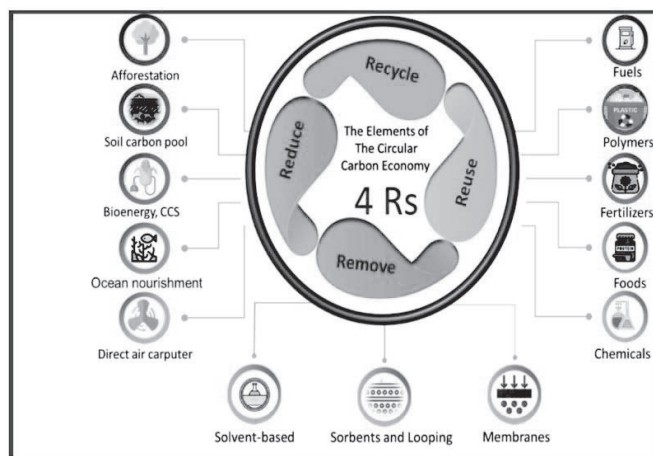 Recycle
Reduce
Reuse
Remove
The Elements of
The Circular
Carbon Economy
4 Rs
Afforestation
Soil carbon pool
Bioenergy, CCS
Ocean nourishment
Direct air carputer
Fuels
PLASTIC
Polymers
Fertilizers
PROTEIN
Foods
Chemicals
Solvent-based
Sorbents and Looping
Membranes